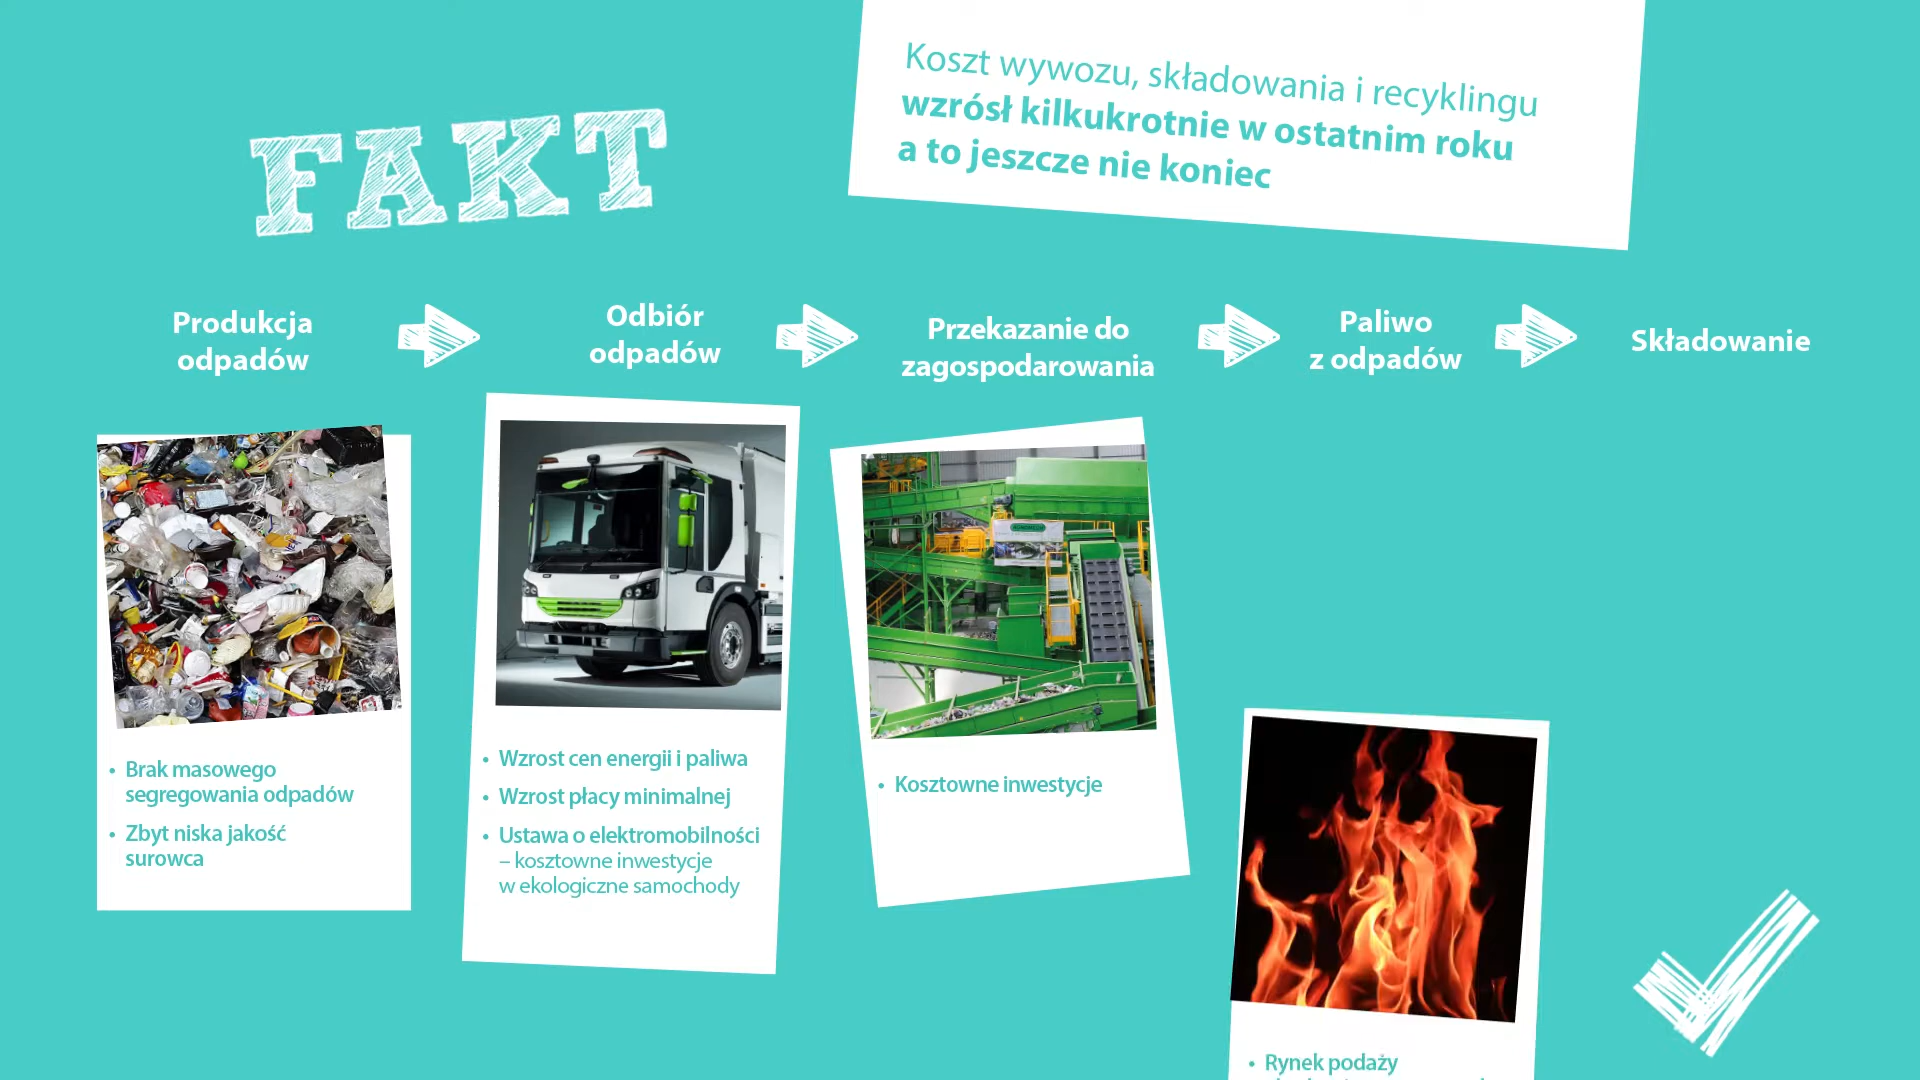 FAKT
Koszt wywozu, składowania i recyklingu
wzrósł kilkukrotnie w ostatnim roku
a to jeszcze nie koniec
Produkcja
odpadów
Odbiór
odpadów
Przekazanie do
zagospodarowania
Paliwo
z odpadów
Składowanie
• Brak masowego
segregowania odpadów
• Zbyt niska jakość
surowca
• Wzrost cen energii i paliwa
• Wzrost płacy minimalnej
• Ustawa o elektromobilności
– kosztowne inwestycje
w ekologiczne samochody
• Kosztowne inwestycje
• Rynek podaży